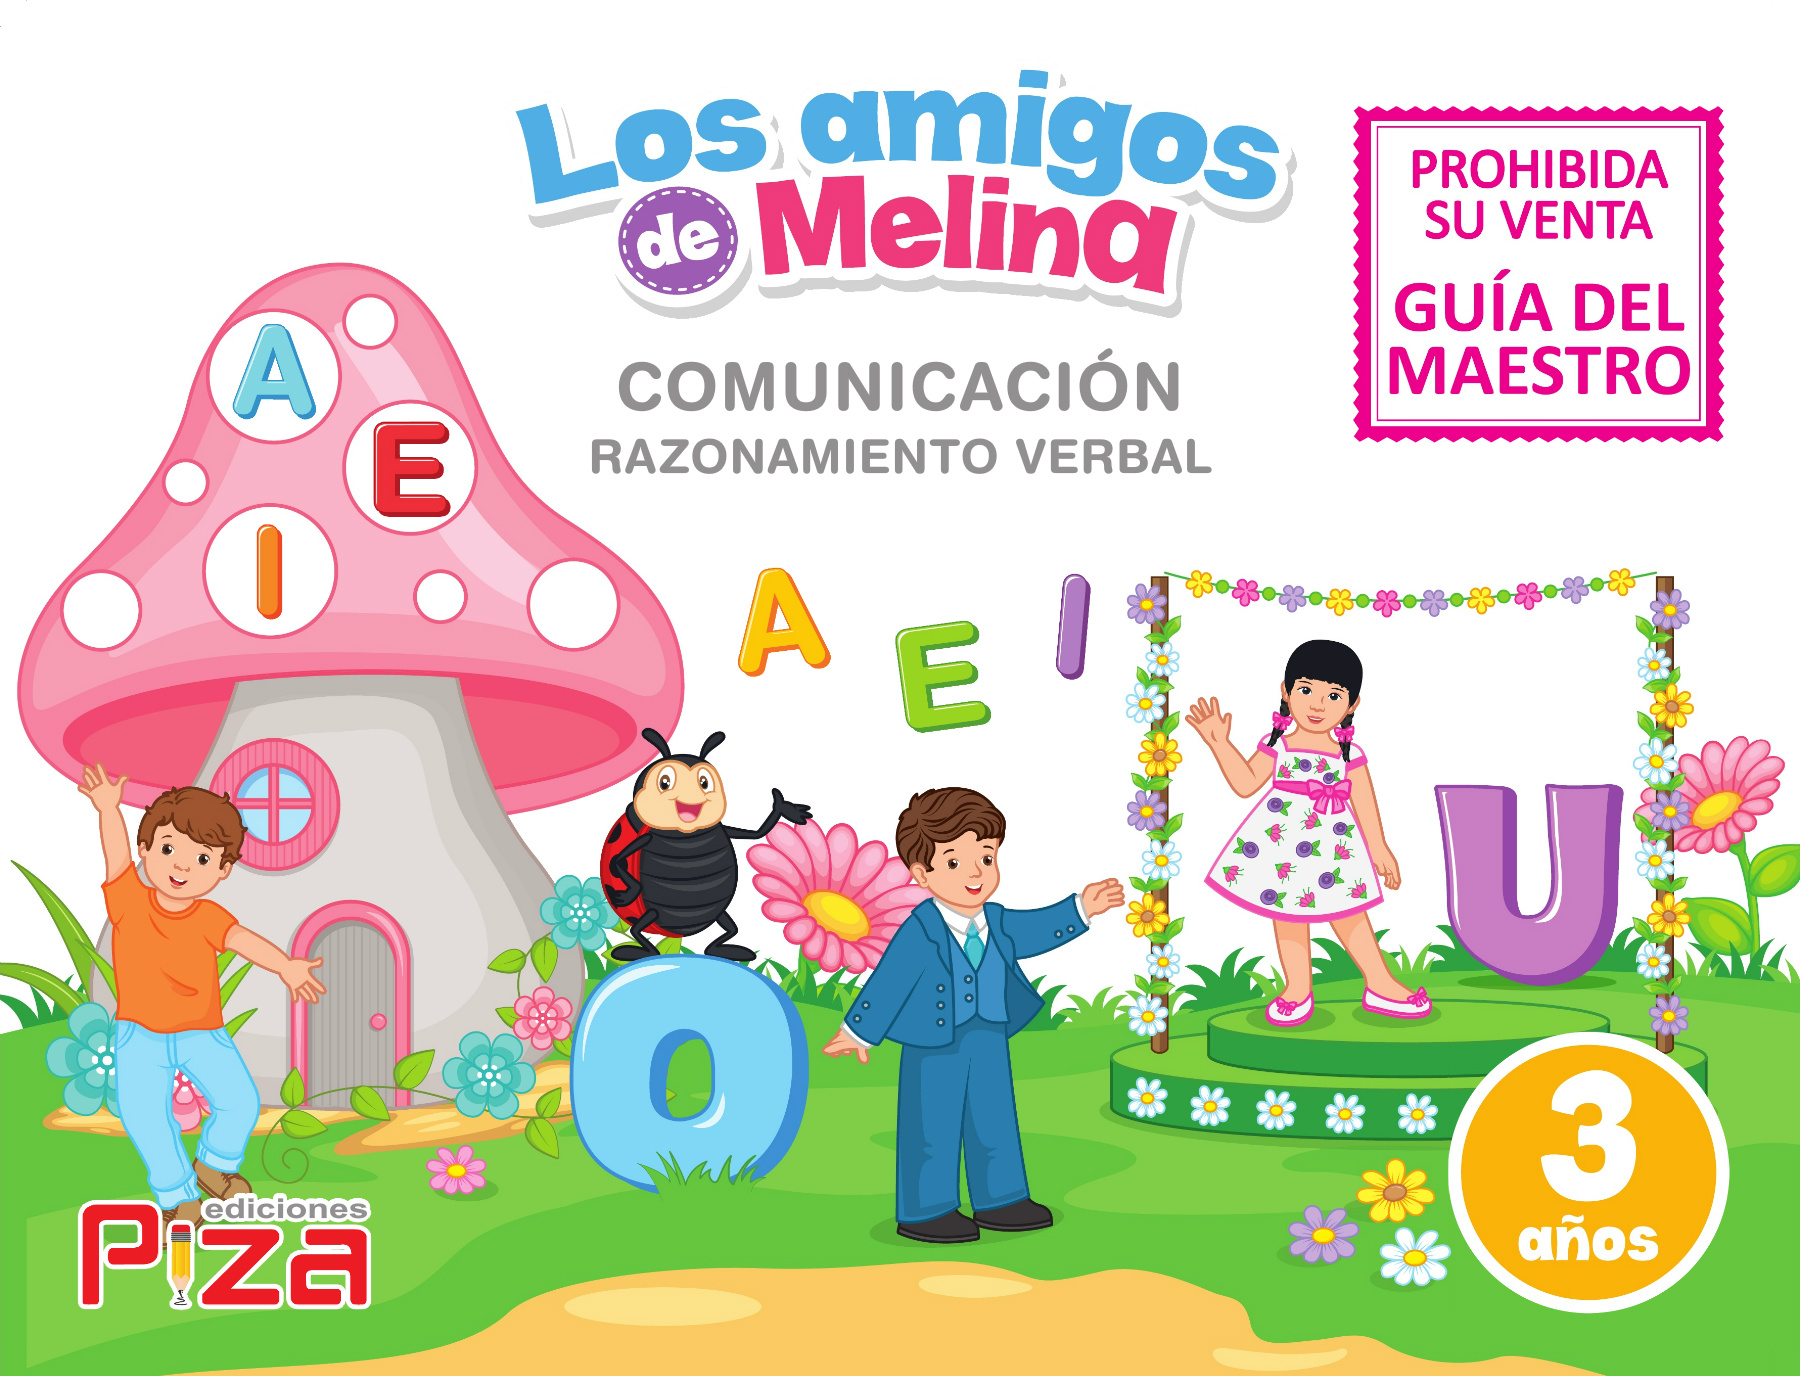 Los amigos
de Melina
COMUNICACIÓN
RAZONAMIENTO VERBAL
PROHIBIDA
SU VENTA
GUÍA DEL
MAESTRO
A
E
I
A
E
I
O
U
ediciones
Piza
3
años